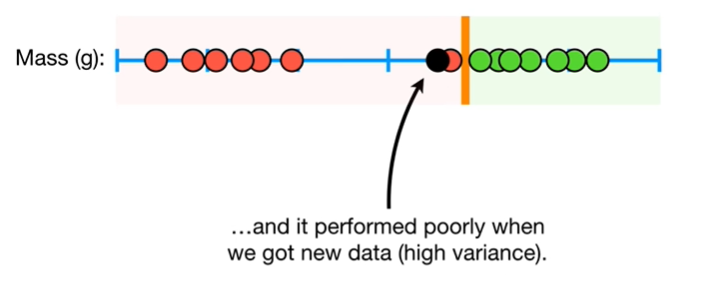 Mass (g):
...and it performed poorly when
we got new data (high variance).